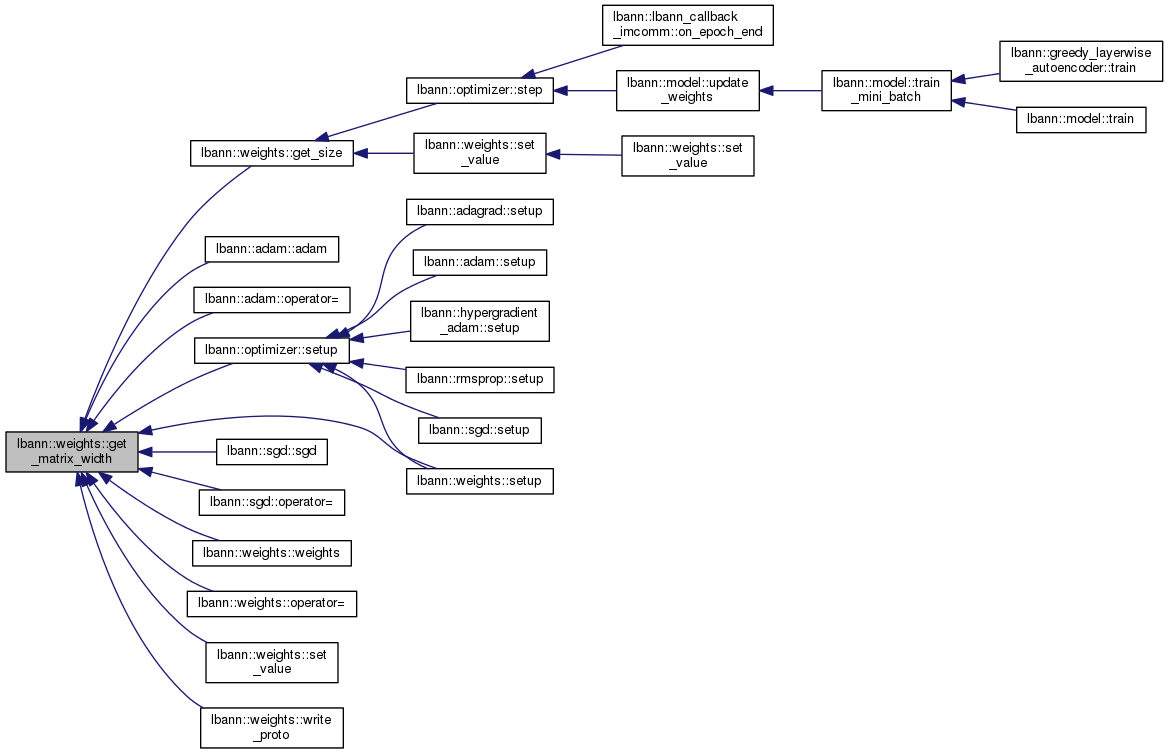 lbann::lbann_callback
_imcomm::on_epoch_end
lbann::greedy_layerwise
_autoencoder::train
lbann::optimizer::step
lbann::model::update
_weights
lbann::model::train
_mini_batch
lbann::model::train
lbann::weights::get_size
lbann::weights::set
_value
lbann::weights::set
_value
lbann::adagrad::setup
lbann::adam::adam
lbann::adam::setup
lbann::adam::operator=
lbann::hypergradient
_adam::setup
lbann::optimizer::setup
lbann::rmsprop::setup
lbann::sgd::setup
lbann::weights::get
_matrix_width
lbann::sgd::sgd
lbann::weights::setup
lbann::sgd::operator=
lbann::weights::weights
lbann::weights::operator=
lbann::weights::set
_value
lbann::weights::write
_proto